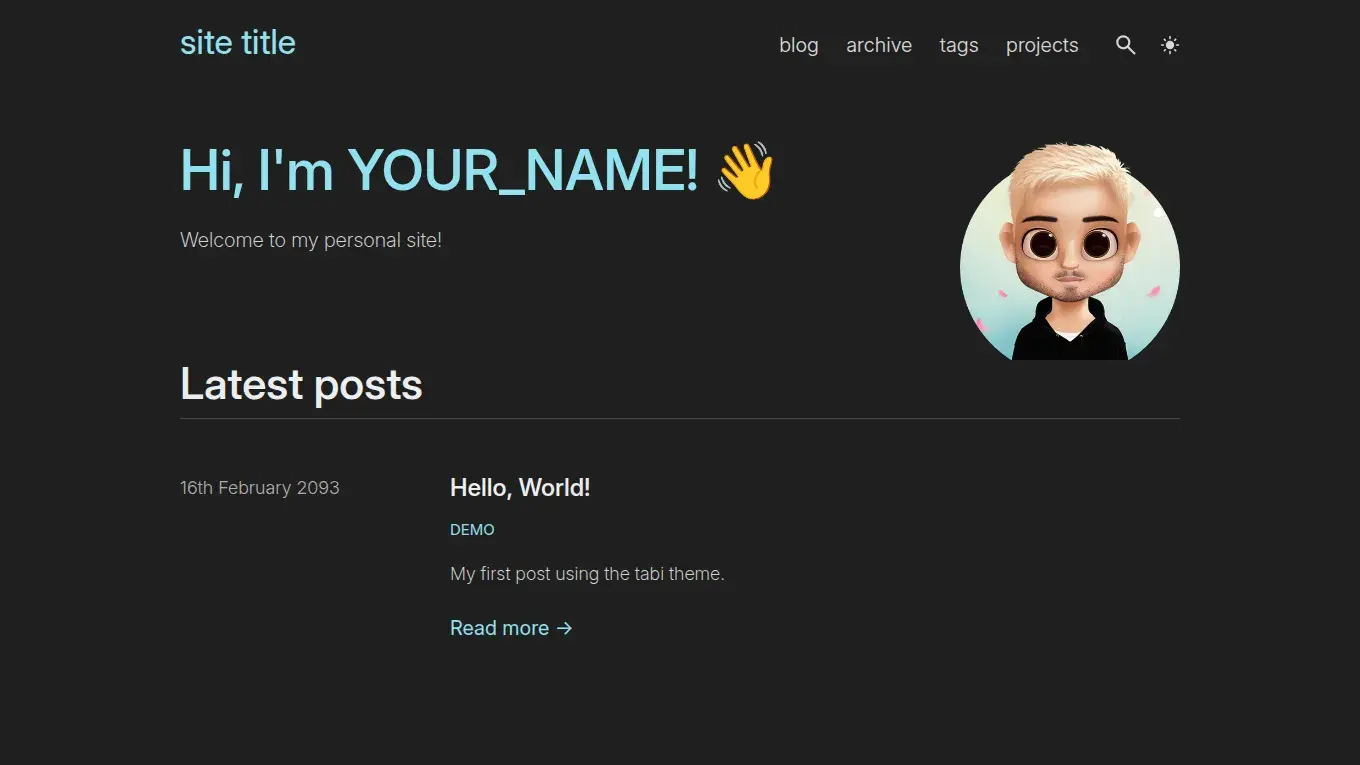 site title
blog archive tags projects
Hi, I'm YOUR_NAME! 👋
Welcome to my personal site!
Latest posts
16th February 2093
Hello, World!
DEMO
My first post using the tabi theme.
Read more →